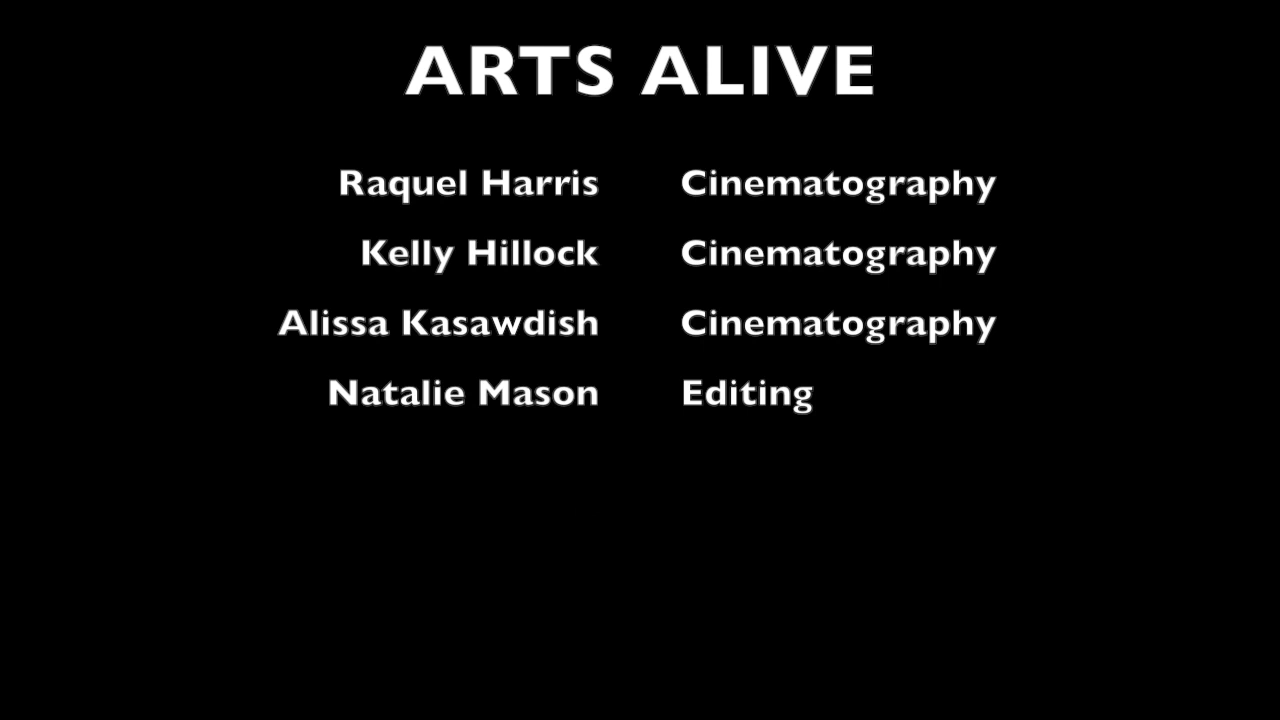 ARTS ALIVE
Raquel Harris Cinematography
Kelly Hillock Cinematography
Alissa Kasawdish Cinematography
Natalie Mason Editing